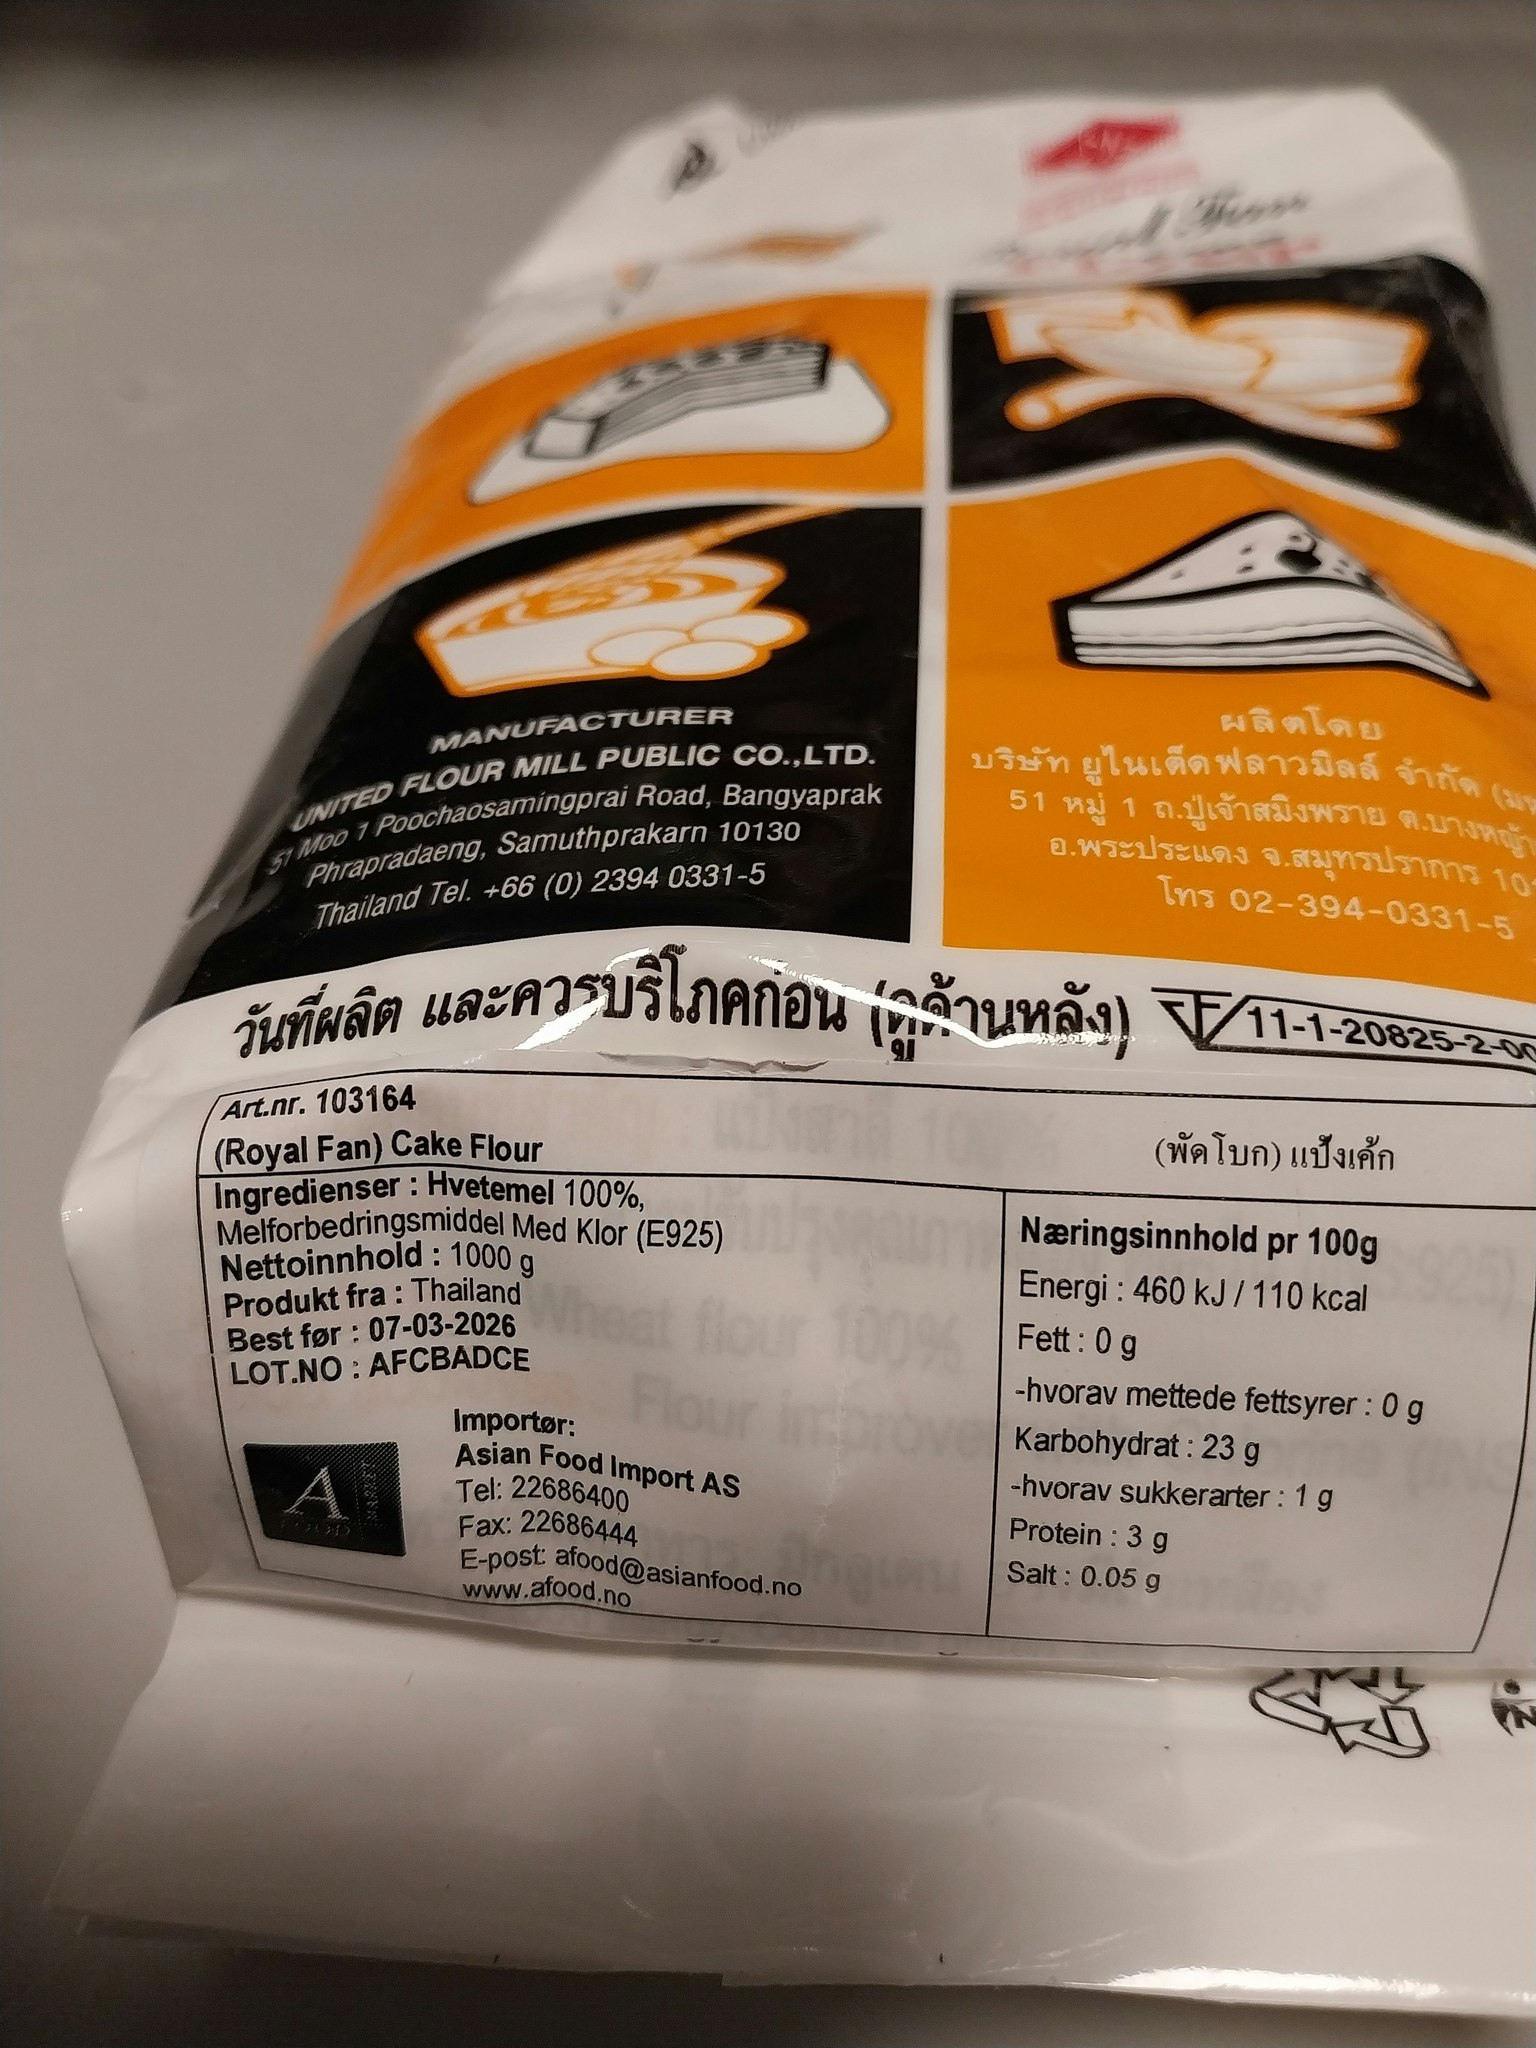 MANUFACTURER
UNITED FLOUR MILL PUBLIC CO.,LTD.
51 Moo 1 Poochaosamingprai Road, Bangyaprak
Phrapradaeng, Samuthprakarn 10130
Thailand Tel. +66 (0) 2394 0331-5
ผลิตโดย
บริษัท ยูไนเต็ดฟลาวมิลล์ จำกัด
51 หมู่ 1 ถ.ปู่เจ้าสมิงพราย ต.บางหญ้า
อ.พระประแดง จ.สมุทรปราการ
โทร 02-394-0331-5
วันที่ผลิต และควรบริโภคก่อน (ดูด้านหลัง)
11-1-20825-2-00
Art.nr. 103164
(Royal Fan) Cake Flour
(พัดโบก) แป้งเค้ก
Ingredienser : Hvetemel 100%,
Melforbedringsmiddel Med Klor (E925)
Nettoinnhold : 1000 g
Produkt fra : Thailand
Best før : 07-03-2026
LOT.NO : AFCBADCE
Importør:
Asian Food Import AS
Tel: 22686400
Fax: 22686444
E-post: afood@asianfood.no
www.afood.no
A
Næringsinnhold pr 100g
Energi : 460 kJ / 110 kcal
Fett : 0 g
-hvorav mettede fettsyrer : 0 g
Karbohydrat : 23 g
-hvorav sukkerarter : 1 g
Protein : 3 g
Salt : 0.05 g